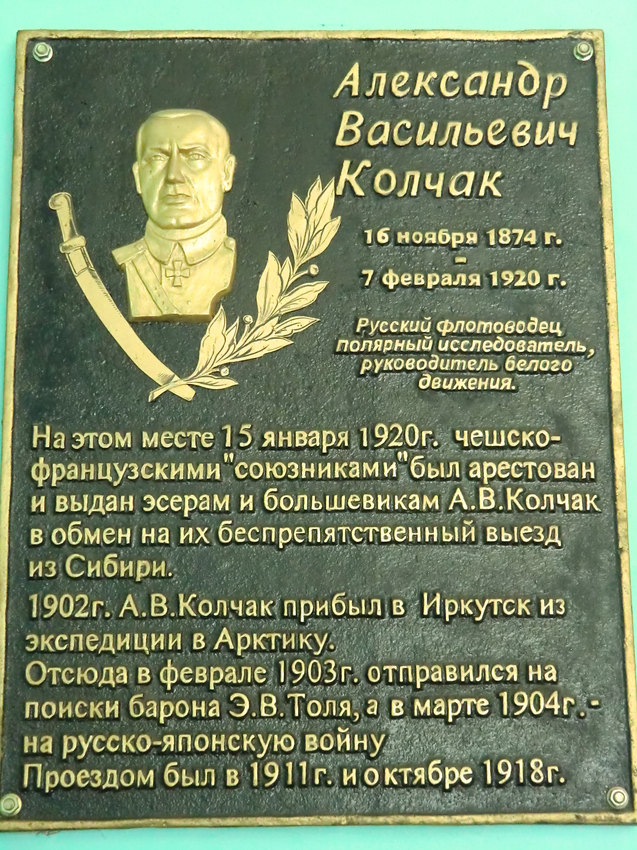 Александр
Васильевич
Колчак
16 ноября 1874 г.
-
7 февраля 1920 г.
Русский флотоводец
полярный исследователь,
руководитель белого
движения.
На этом месте 15 января 1920г. чешско-
французскими "союзниками" был арестован
и выдан эсерам и большевикам А.В.Колчак
в обмен на их беспрепятственный выезд
из Сибири.
1902г. А.В.Колчак прибыл в Иркутск из
экспедиции в Арктику.
Отсюда в феврале 1903г. отправился на
поиски барона Э.В.Толя, а в марте 1904г.-
на русско-японскую войну
Проездом был в 1911г. и октябре 1918г.